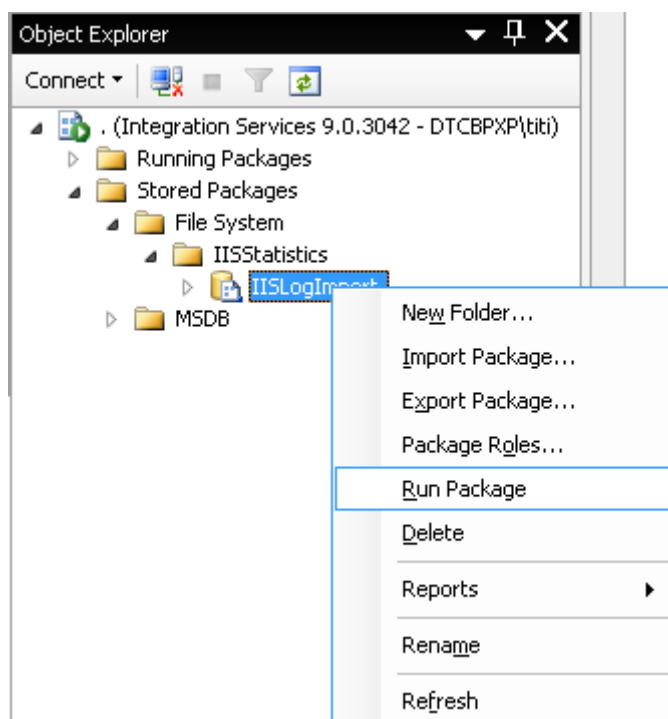 Object Explorer
Connect
. (Integration Services 9.0.3042 - DTCBPXP\titi)
Running Packages
Stored Packages
File System
IISStatistics
IISLogImport
MSDB
New Folder...
Import Package...
Export Package...
Package Roles...
Run Package
Delete
Reports
Rename
Refresh